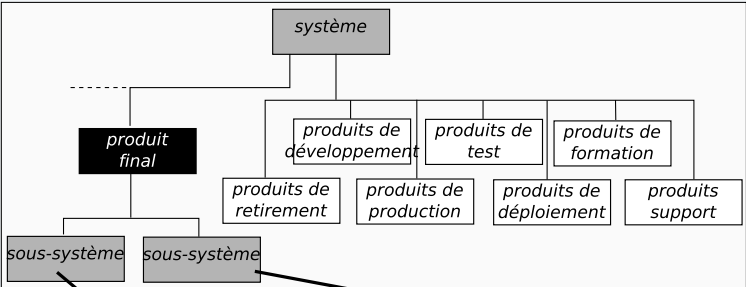 système
produit
final
produits de
développement
produits de
test
produits de
formation
produits de
retirement
produits de
production
produits de
déploiement
produits
support
sous-système
sous-système